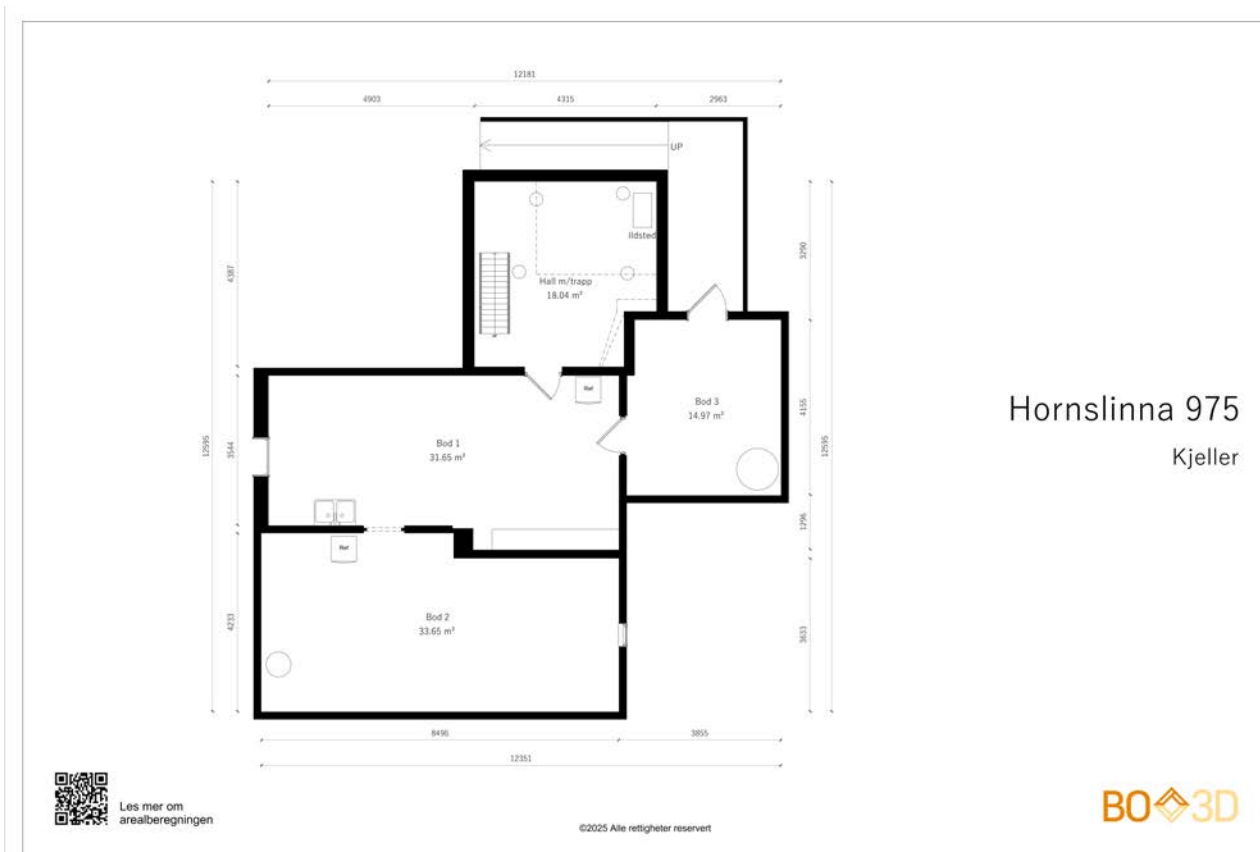 12181
4903
4315
2963
UP
Ildsted
Hall m/trapp
18.04 m²
4387
3290
12595
3544
4233
Ref
Bod 1
31.65 m²
Bod 3
14.97 m²
4155
12595
1296
3633
Ref
Bod 2
33.65 m²
8496
3855
12351
Hornslinna 975
Kjeller
Les mer om
arealberegningen
©2025 Alle rettigheter reservert
BO 3D